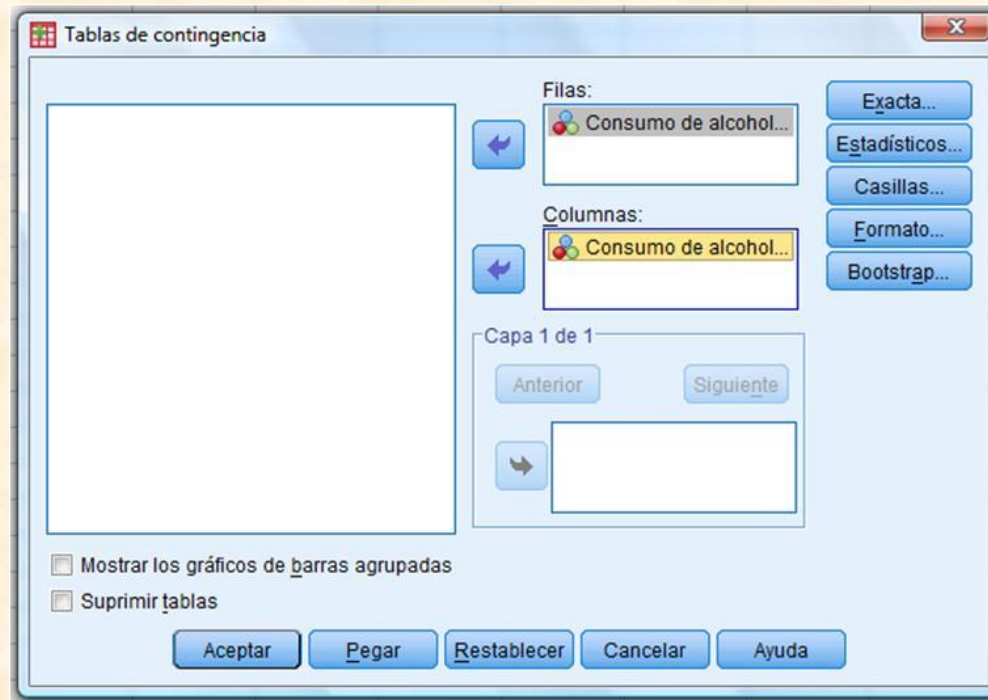 Tablas de contingencia
Filas:
Consumo de alcohol...
Columnas:
Consumo de alcohol...
Capa 1 de 1
Anterior
Siguiente
Exacta...
Estadísticos...
Casillas...
Formato...
Bootstrap...
Mostrar los gráficos de barras agrupadas
Suprimir tablas
Aceptar
Pegar
Restablecer
Cancelar
Ayuda